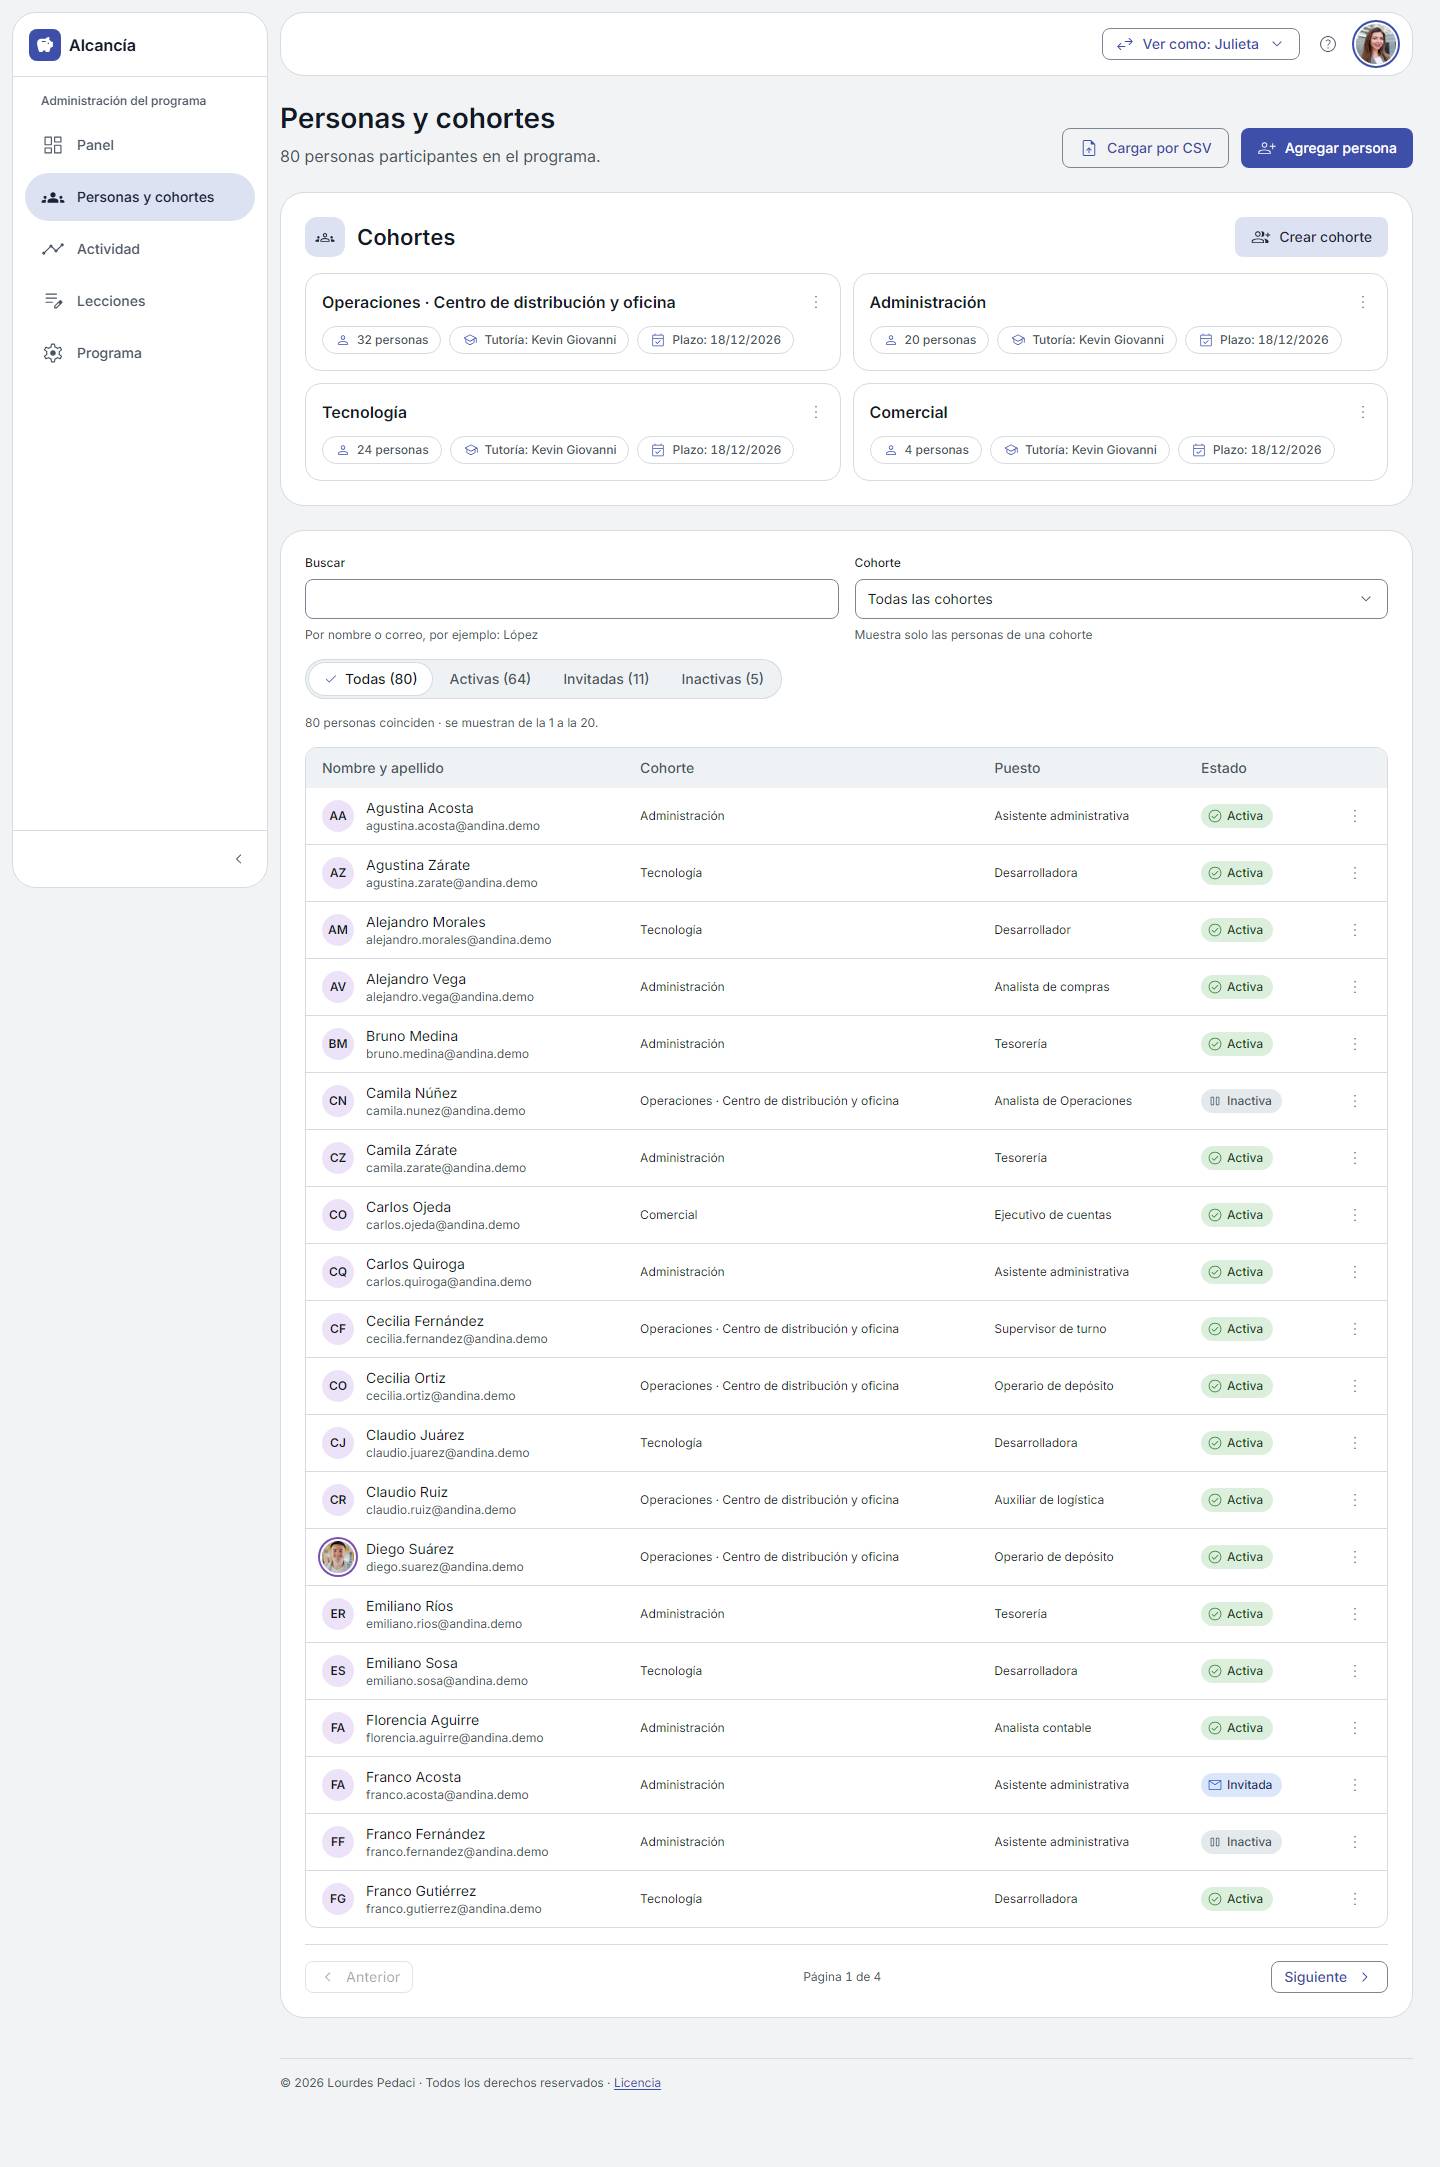 Alcancía
Ver como: Julieta
Administración del programa
Panel
Personas y cohortes
Actividad
Lecciones
Programa
Personas y cohortes
80 personas participantes en el programa.
Cargar por CSV
Agregar persona
Cohortes
Crear cohorte
Operaciones · Centro de distribución y oficina
32 personas
Tutoría: Kevin Giovanni
Plazo: 18/12/2026
Administración
20 personas
Tutoría: Kevin Giovanni
Plazo: 18/12/2026
Tecnología
24 personas
Tutoría: Kevin Giovanni
Plazo: 18/12/2026
Comercial
4 personas
Tutoría: Kevin Giovanni
Plazo: 18/12/2026
Buscar
Por nombre o correo, por ejemplo: López
Cohorte
Todas las cohortes
Muestra solo las personas de una cohorte
Todas (80)
Activas (64)
Invitadas (11)
Inactivas (5)
80 personas coinciden · se muestran de la 1 a la 20.
Nombre y apellido Cohorte Puesto Estado
AA Agustina Acosta Administración Asistente administrativa Activa
agustina.acosta@andina.demo
AZ Agustina Zárate Tecnología Desarrolladora Activa
agustina.zarate@andina.demo
AM Alejandro Morales Tecnología Desarrollador Activa
alejandro.morales@andina.demo
AV Alejandro Vega Administración Analista de compras Activa
alejandro.vega@andina.demo
BM Bruno Medina Administración Tesorería Activa
bruno.medina@andina.demo
CN Camila Núñez Operaciones · Centro de distribución y oficina Analista de Operaciones Inactiva
camila.nunez@andina.demo
CZ Camila Zárate Administración Tesorería Activa
camila.zarate@andina.demo
CO Carlos Ojeda Comercial Ejecutivo de cuentas Activa
carlos.ojeda@andina.demo
CQ Carlos Quiroga Administración Asistente administrativa Activa
carlos.quiroga@andina.demo
CF Cecilia Fernández Operaciones · Centro de distribución y oficina Supervisor de turno Activa
cecilia.fernandez@andina.demo
CO Cecilia Ortiz Operaciones · Centro de distribución y oficina Operario de depósito Activa
cecilia.ortiz@andina.demo
CJ Claudio Juárez Tecnología Desarrolladora Activa
claudio.juarez@andina.demo
CR Claudio Ruiz Operaciones · Centro de distribución y oficina Auxiliar de logística Activa
claudio.ruiz@andina.demo
Diego Suárez Operaciones · Centro de distribución y oficina Operario de depósito Activa
diego.suarez@andina.demo
ER Emiliano Ríos Administración Tesorería Activa
emiliano.rios@andina.demo
ES Emiliano Sosa Tecnología Desarrolladora Activa
emiliano.sosa@andina.demo
FA Florencia Aguirre Administración Analista contable Activa
florencia.aguirre@andina.demo
FA Franco Acosta Administración Asistente administrativa Invitada
franco.acosta@andina.demo
FF Franco Fernández Administración Asistente administrativa Inactiva
franco.fernandez@andina.demo
FG Franco Gutiérrez Tecnología Desarrolladora Activa
franco.gutierrez@andina.demo
Anterior
Página 1 de 4
Siguiente
© 2026 Lourdes Pedaci · Todos los derechos reservados · Licencia